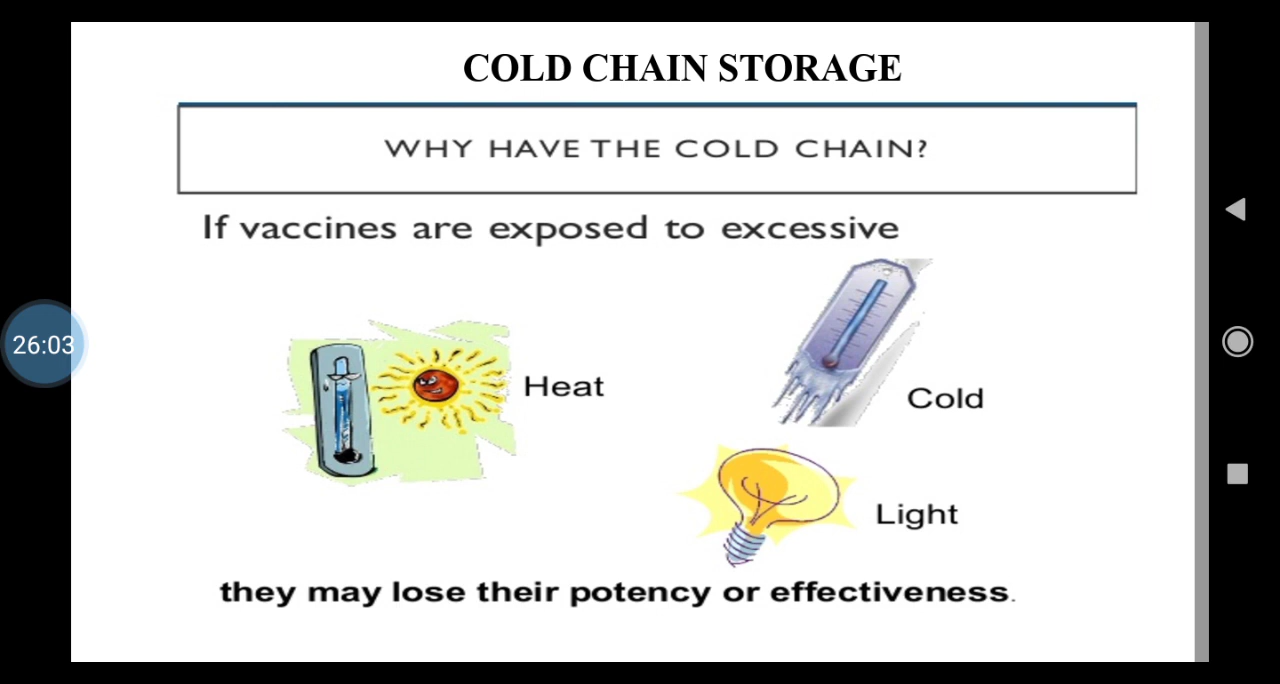 COLD CHAIN STORAGE
WHY HAVE THE COLD CHAIN?
If vaccines are exposed to excessive
26:03
Heat
Cold
Light
they may lose their potency or effectiveness.